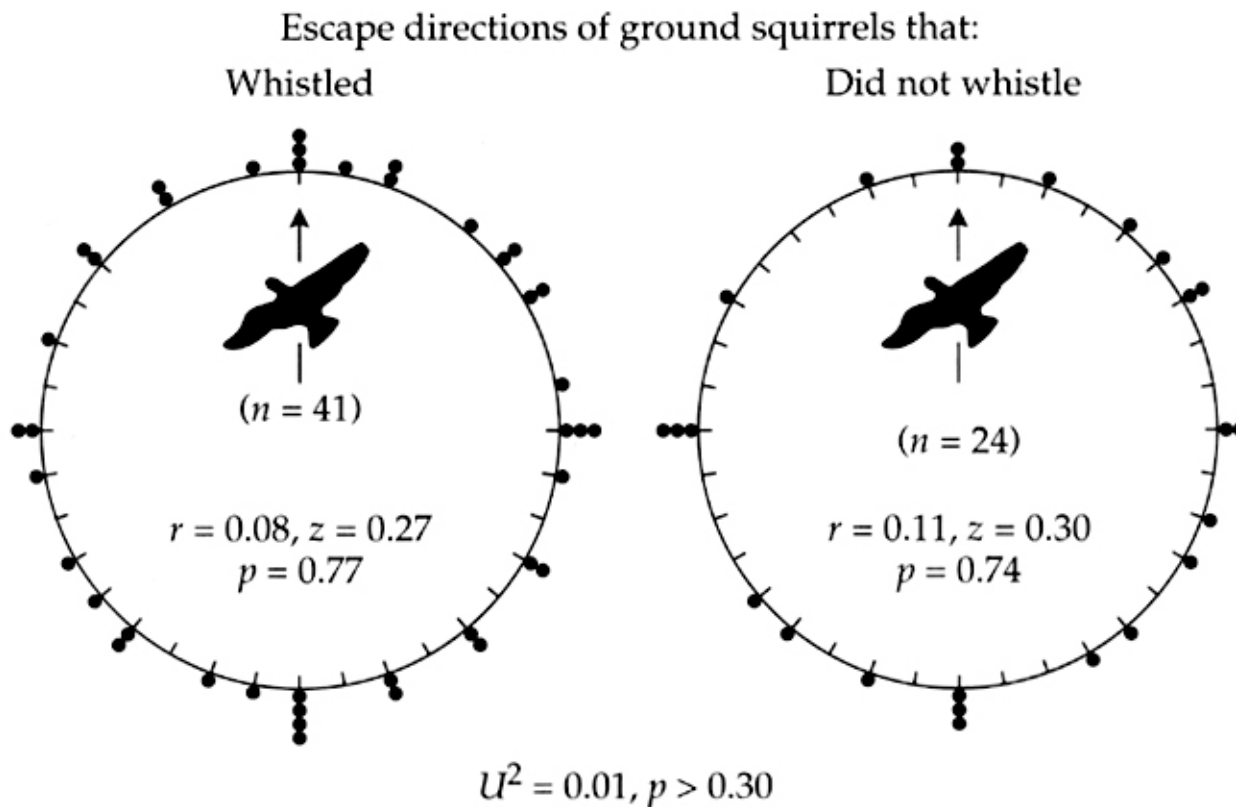 Escape directions of ground squirrels that:
Whistled
Did not whistle
(n = 41)
r = 0.08, z = 0.27
p = 0.77
(n = 24)
r = 0.11, z = 0.30
p = 0.74
U² = 0.01, p > 0.30